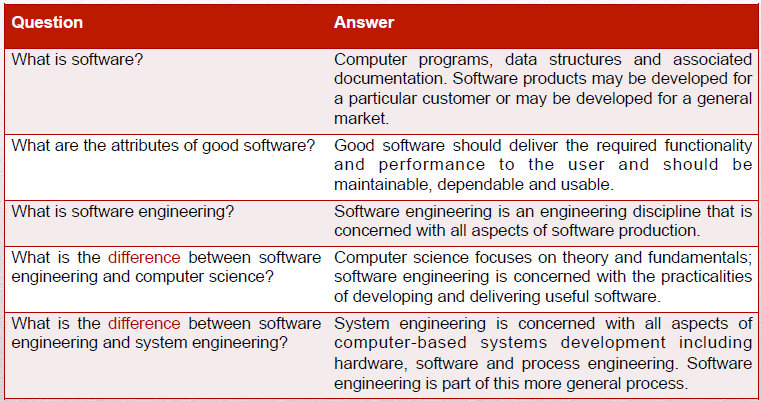 Question Answer
What is software? Computer programs, data structures and associated
documentation. Software products may be developed for
a particular customer or may be developed for a general
market.
What are the attributes of good software? Good software should deliver the required functionality
and performance to the user and should be
maintainable, dependable and usable.
What is software engineering? Software engineering is an engineering discipline that is
concerned with all aspects of software production.
What is the difference between software
engineering and computer science?
Computer science focuses on theory and fundamentals;
software engineering is concerned with the practicalities
of developing and delivering useful software.
What is the difference between software
engineering and system engineering?
System engineering is concerned with all aspects of
computer-based systems development including
hardware, software and process engineering. Software
engineering is part of this more general process.